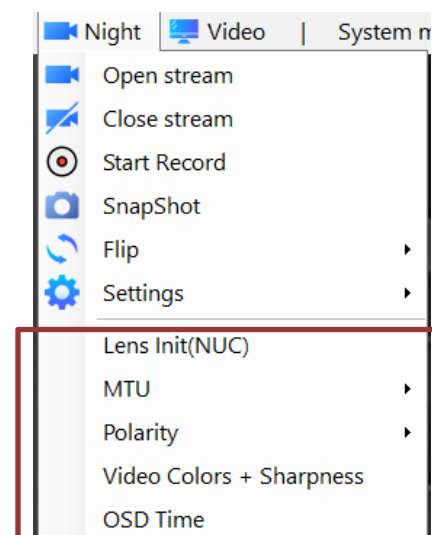 Night Video | System
Open stream
Close stream
Start Record
SnapShot
Flip
Settings
Lens Init(NUC)
MTU
Polarity
Video Colors + Sharpness
OSD Time